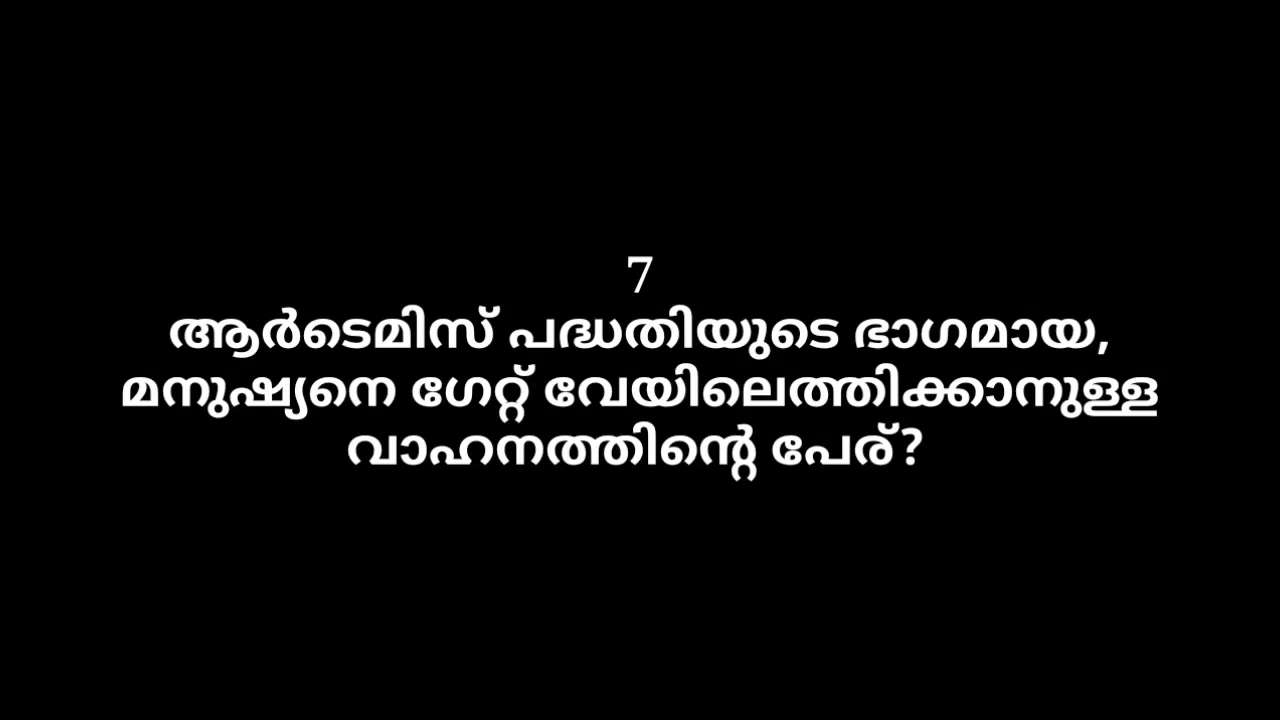 7
ആർടെമിസ് പദ്ധതിയുടെ ഭാഗമായ,
മനുഷ്യനെ ഗേറ്റ് വേയിലെത്തിക്കാനുള്ള
വാഹനത്തിന്റെ പേര്?